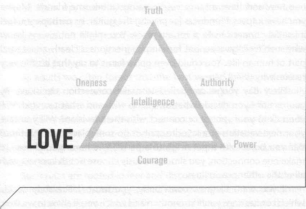 Truth
Oneness Authority
Intelligence
LOVE Power
Courage